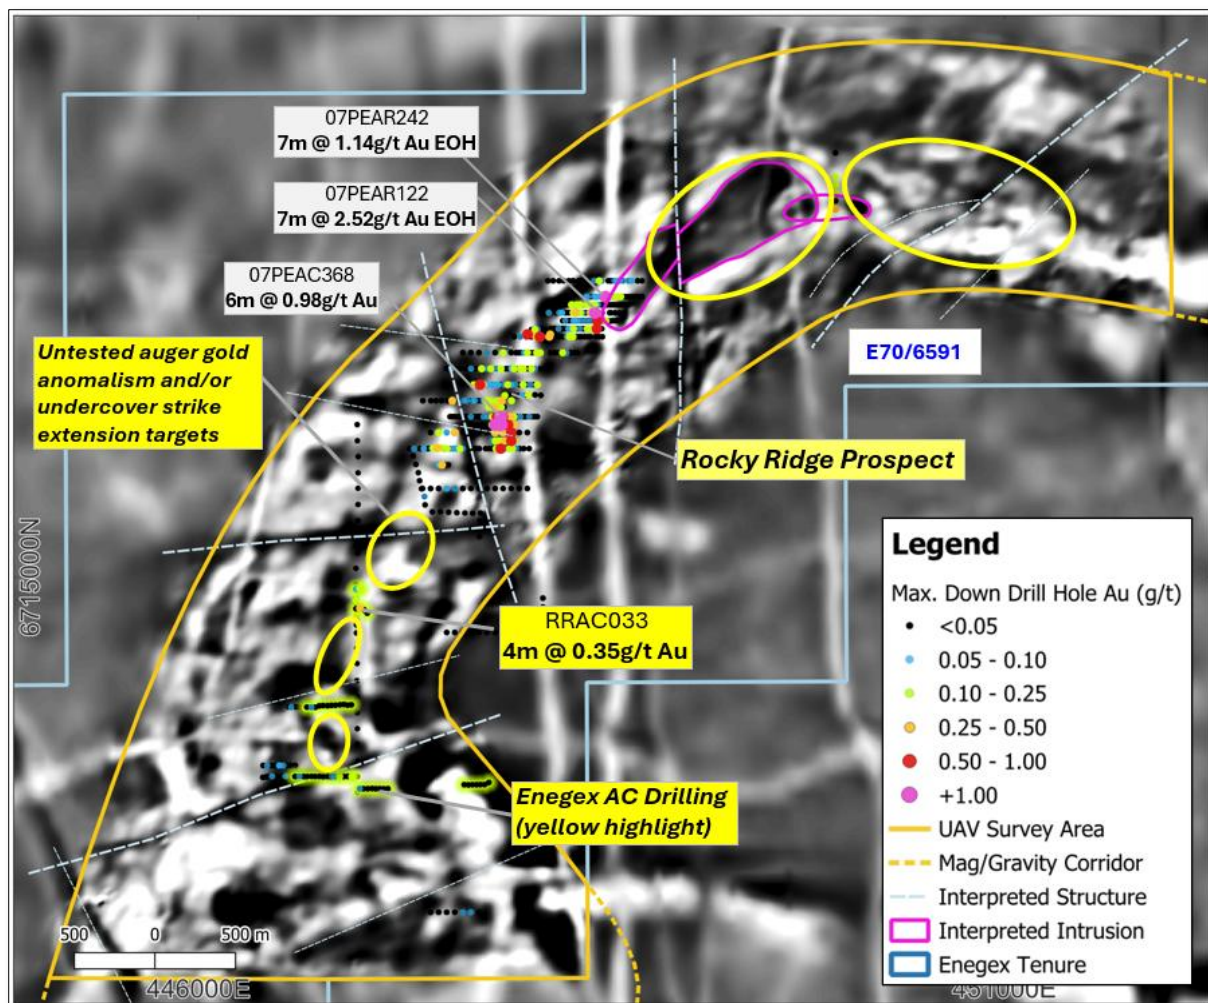 07PEAR242
7m @ 1.14g/t Au EOH
07PEAR122
7m @ 2.52g/t Au EOH
07PEAC368
6m @ 0.98g/t Au
Untested auger gold
anomalism and/or
undercover strike
extension targets
E70/6591
Rocky Ridge Prospect
6715000N
RRAC033
4m @ 0.35g/t Au
Enegex AC Drilling
(yellow highlight)
Legend
Max. Down Drill Hole Au (g/t)
<0.05
0.05 - 0.10
0.10 - 0.25
0.25 - 0.50
0.50 - 1.00
+1.00
UAV Survey Area
Mag/Gravity Corridor
Interpreted Structure
Interpreted Intrusion
Enegex Tenure
500 0 500 m
446000E
451000E